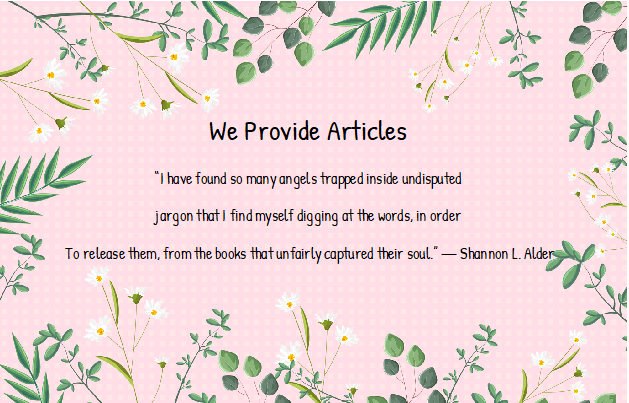 We Provide Articles
"I have found so many angels trapped inside undisputed
jargon that I find myself digging at the words, in order
To release them, from the books that unfairly captured their soul." — Shannon L. Alder